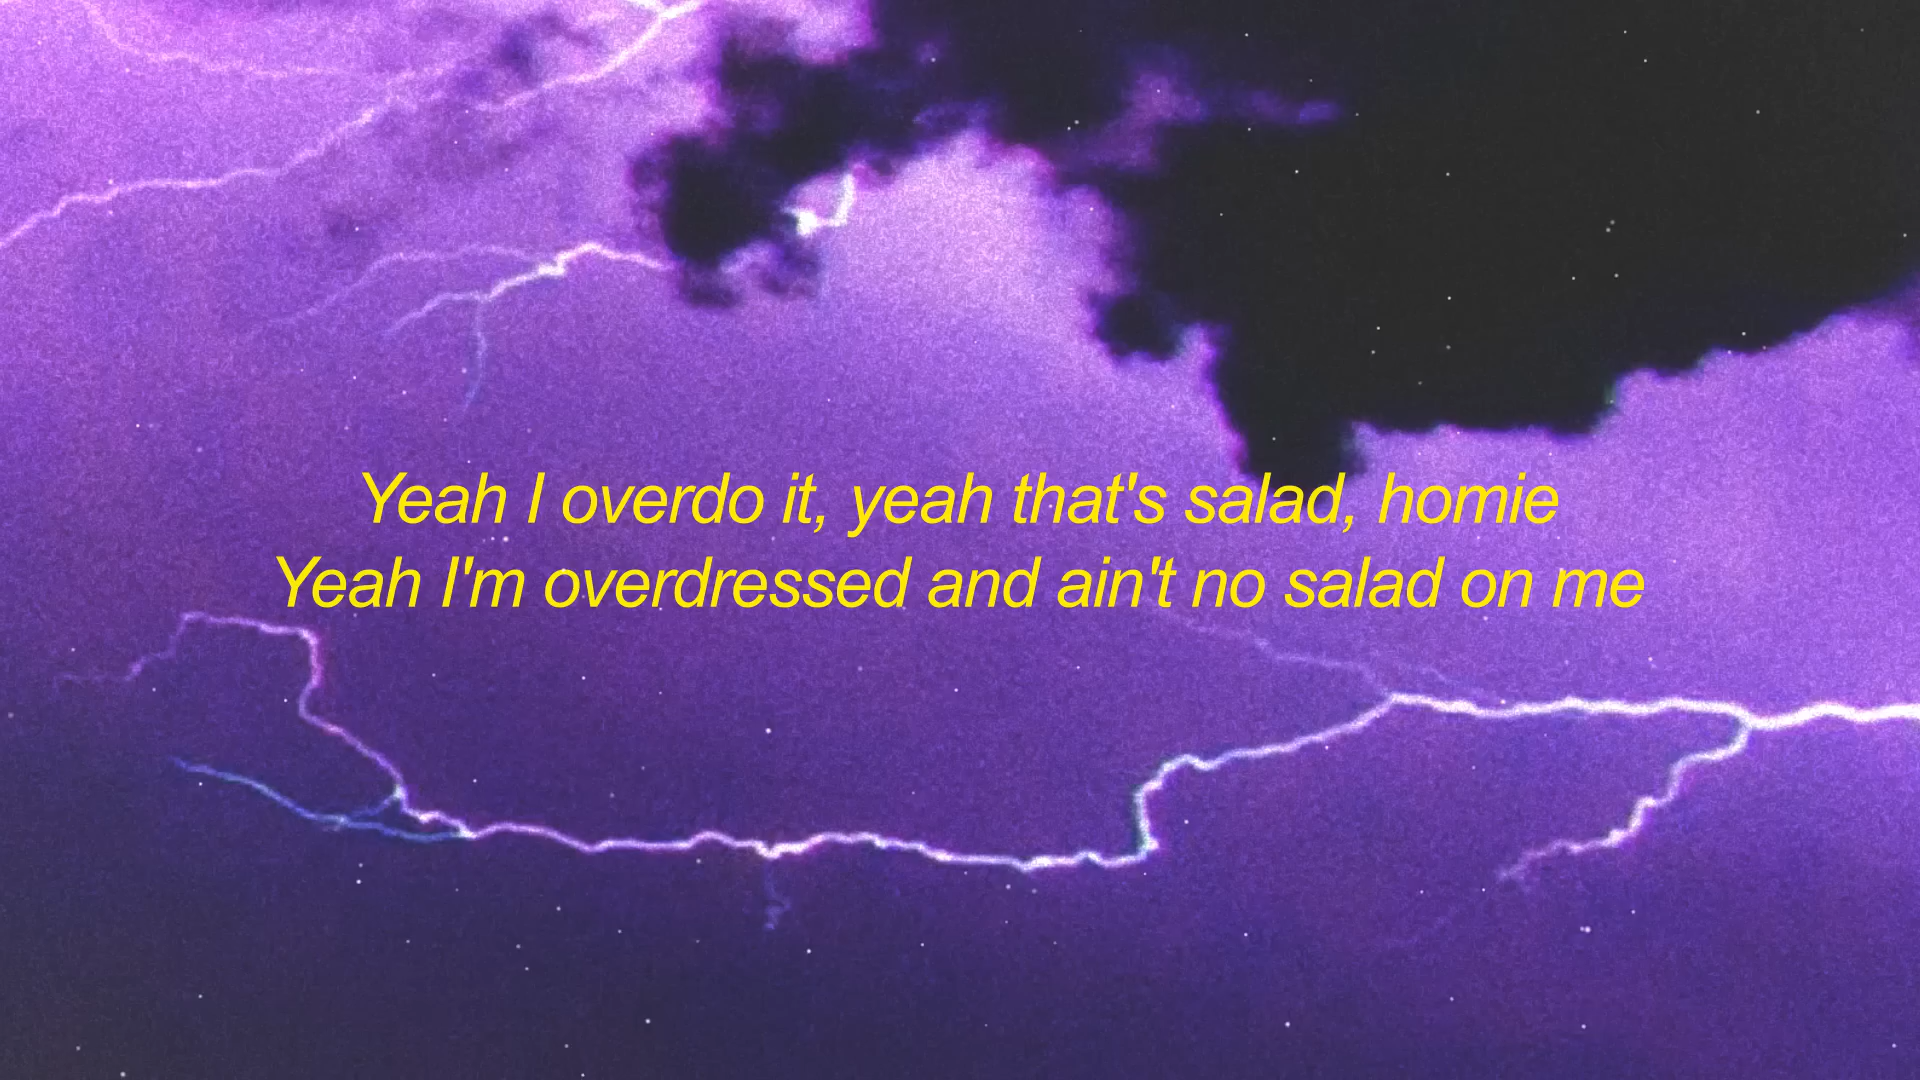 Yeah I overdo it, yeah that's salad, homie
Yeah I'm overdressed and ain't no salad on me